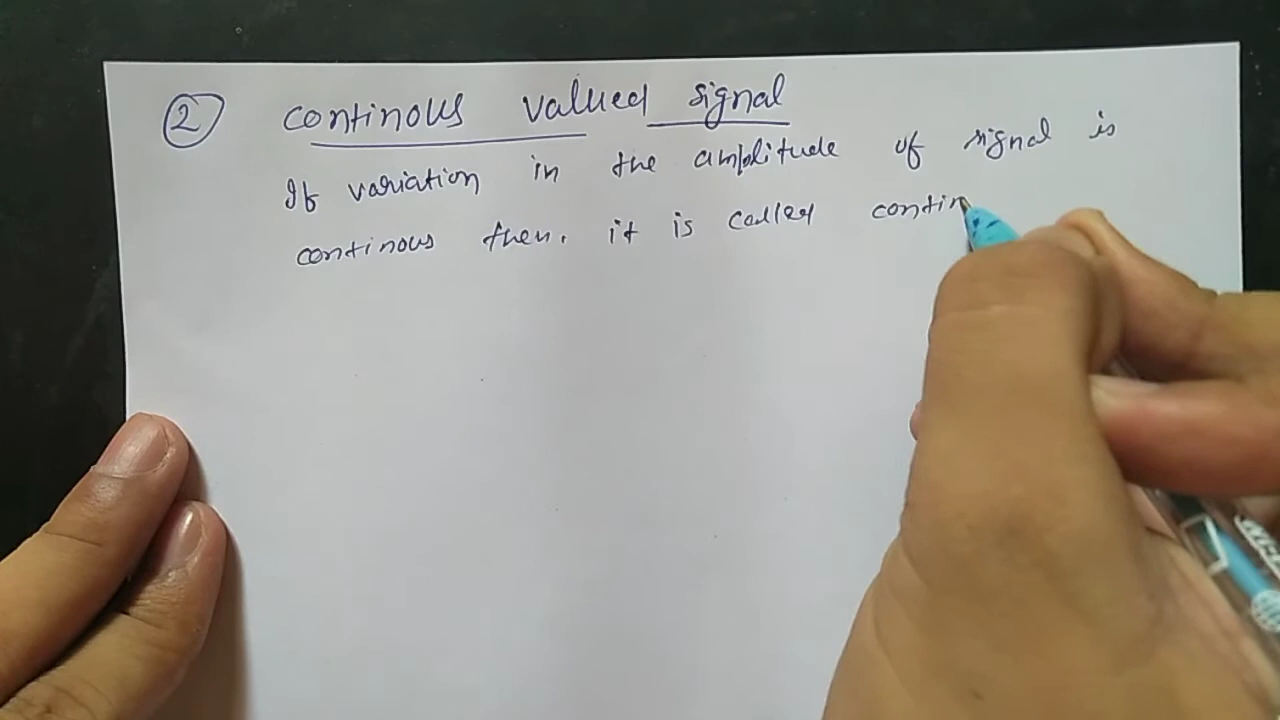 ② continous valued signal
If variation in the amplitude of signal is
continous then. it is called contin